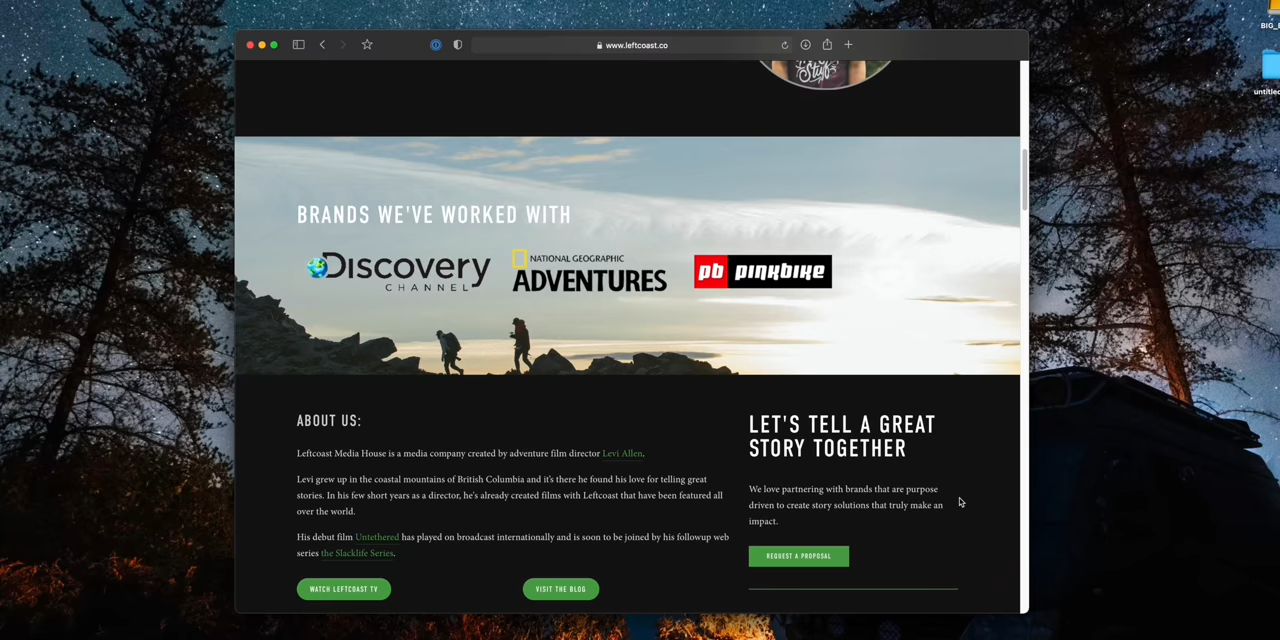 www.leftcoast.co
Stuff
BRANDS WE'VE WORKED WITH
Discovery
CHANNEL
NATIONAL GEOGRAPHIC
ADVENTURES
pb pinkbike
ABOUT US:
Leftcoast Media House is a media company created by adventure film director Levi Allen.
Levi grew up in the coastal mountains of British Columbia and it's there he found his love for telling great
stories. In his few short years as a director, he's already created films with Leftcoast that have been featured all
over the world.
His debut film Untethered has played on broadcast internationally and is soon to be joined by his followup web
series the Slacklife Series.
WATCH LEFTCOAST TV
VISIT THE BLOG
LET'S TELL A GREAT
STORY TOGETHER
We love partnering with brands that are purpose
driven to create story solutions that truly make an
impact.
REQUEST A PROPOSAL